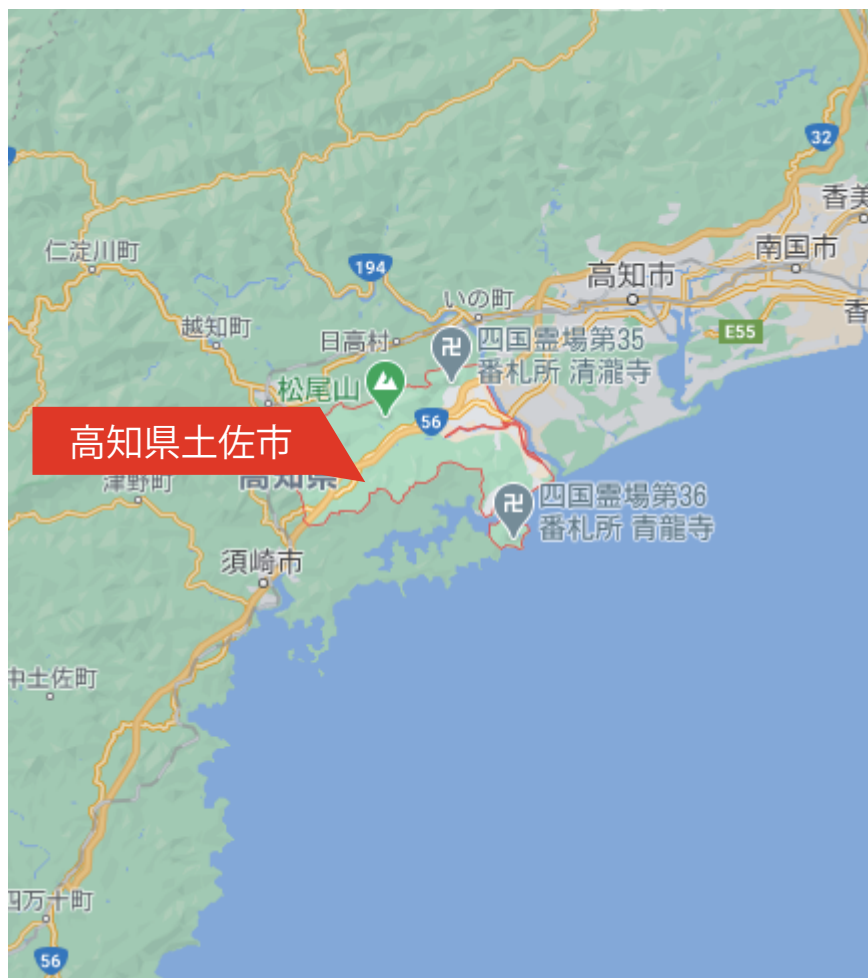 32
香美
南国市
仁淀川町
194
高知市
いの町
越知町
日高村
四国霊場第35
番札所 清瀧寺
E55
松尾山
56
高知県土佐市
高知県
津野町
四国霊場第36
番札所 青龍寺
須崎市
中土佐町
四万十町
56